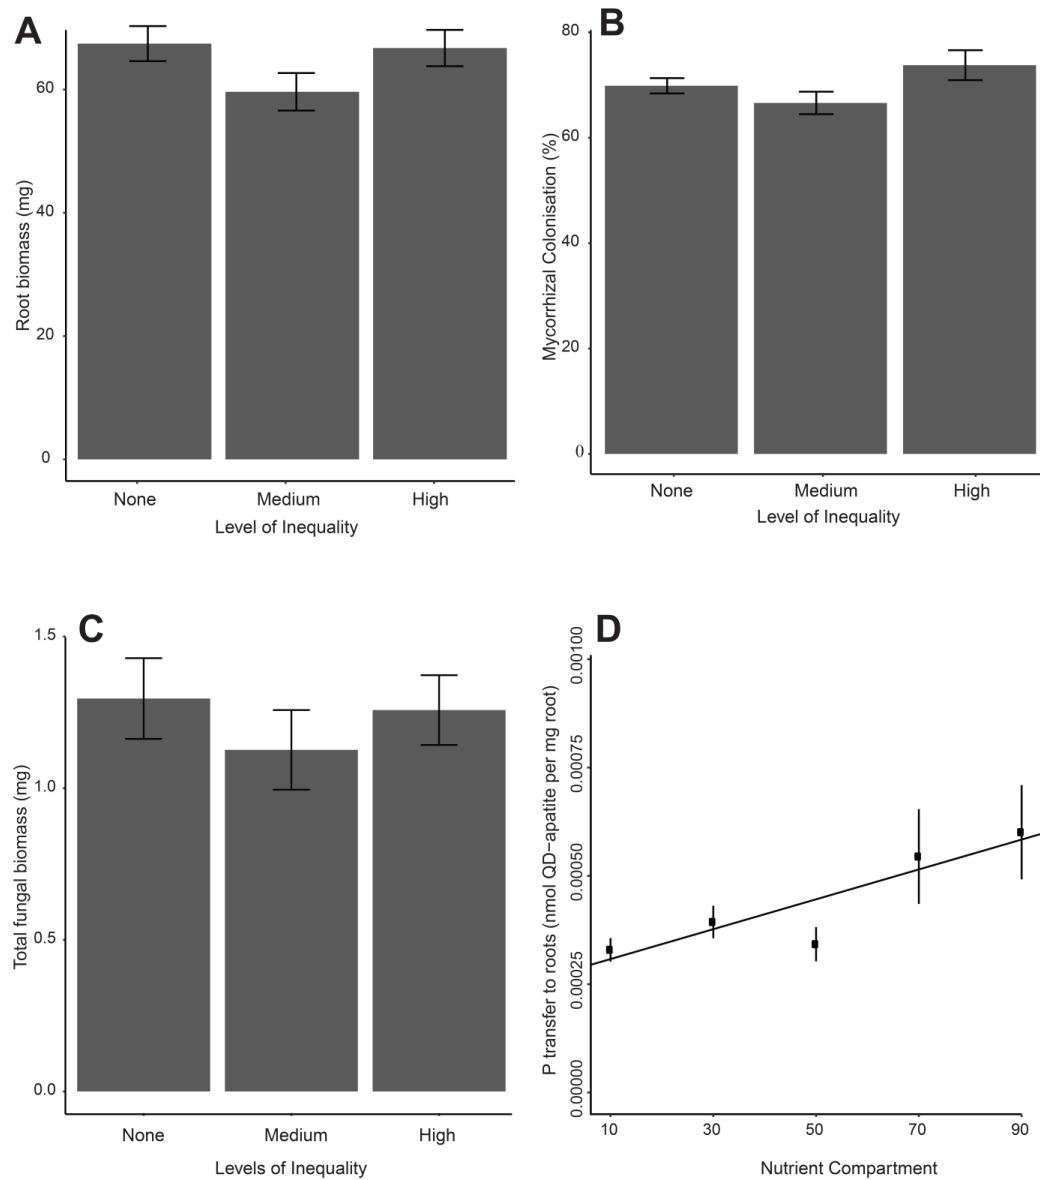 A
Root biomass (mg)
60
40
20
0
None Medium High
Level of Inequality
B
Mycorrhizal Colonisation (%)
80
60
40
20
0
None Medium High
Level of Inequality
C
Total fungal biomass (mg)
1.5
1.0
0.5
0.0
None Medium High
Levels of Inequality
D
P transfer to roots (nmol QD−apatite per mg root)
0.00100
0.00075
0.00050
0.00025
0.00000
10 30 50 70 90
Nutrient Compartment